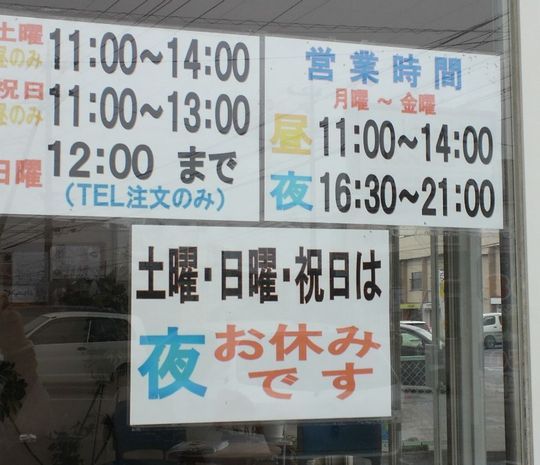 土曜
昼のみ 11:00～14:00
祝日
昼のみ 11:00～13:00
日曜 12:00 まで
(TEL注文のみ)
営業時間
月曜 ～ 金曜
昼 11:00～14:00
夜 16:30～21:00
土曜・日曜・祝日は
夜 お休み
です